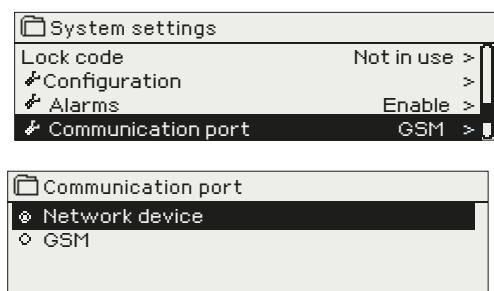 System settings
Lock code Not in use >
Configuration >
Alarms Enable >
Communication port GSM >
Communication port
Network device
GSM